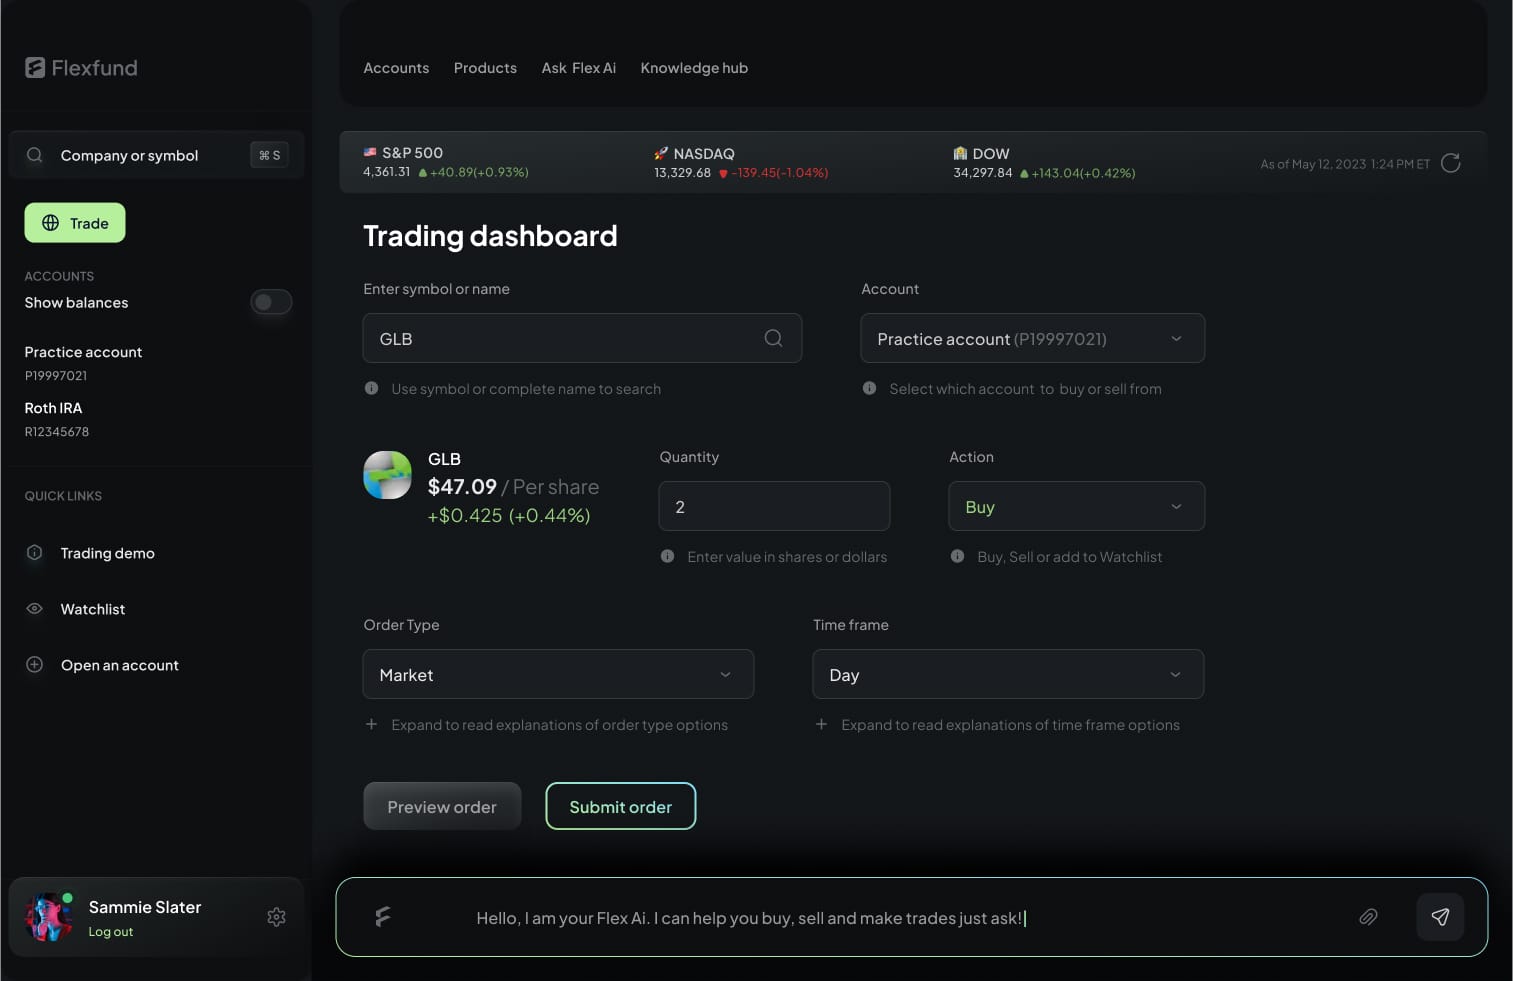 Flexfund
Accounts Products Ask Flex Ai Knowledge hub
Company or symbol ⌘ S
S&P 500
4,361.31 ▲+40.89(+0.93%)
NASDAQ
13,329.68 ▼-139.45(-1.04%)
DOW
34,297.84 ▲+143.04(+0.42%)
As of May 12, 2023 1:24 PM ET
Trade
ACCOUNTS
Show balances
Practice account
P19997021
Roth IRA
R12345678
QUICK LINKS
Trading demo
Watchlist
Open an account
Sammie Slater
Log out
Trading dashboard
Enter symbol or name
GLB
Use symbol or complete name to search
Account
Practice account (P19997021)
Select which account to buy or sell from
GLB
$47.09 / Per share
+$0.425 (+0.44%)
Quantity
2
Enter value in shares or dollars
Action
Buy
Buy, Sell or add to Watchlist
Order Type
Market
Expand to read explanations of order type options
Time frame
Day
Expand to read explanations of time frame options
Preview order
Submit order
Hello, I am your Flex Ai. I can help you buy, sell and make trades just ask!